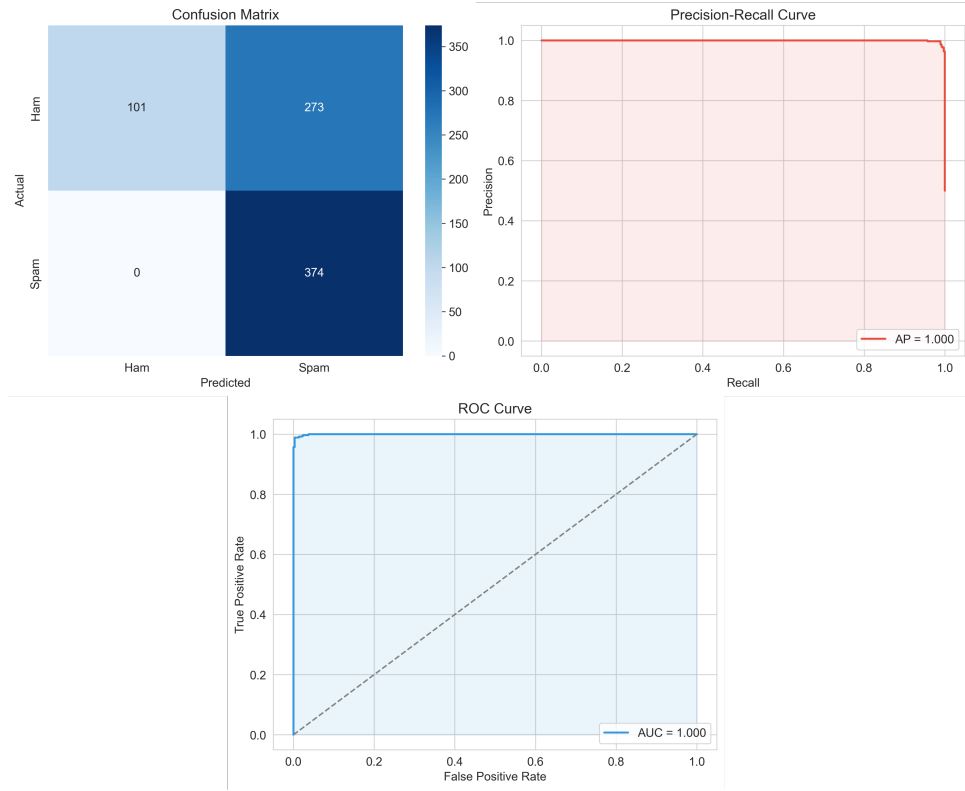 Confusion Matrix
Ham
101
273
Actual
Spam
0
374
Ham
Spam
Predicted
350
300
250
200
150
100
50
0
Precision-Recall Curve
1.0
0.8
0.6
0.4
0.2
0.0
Precision
AP = 1.000
0.0
0.2
0.4
0.6
0.8
1.0
Recall
ROC Curve
1.0
0.8
0.6
0.4
0.2
0.0
True Positive Rate
AUC = 1.000
0.0
0.2
0.4
0.6
0.8
1.0
False Positive Rate